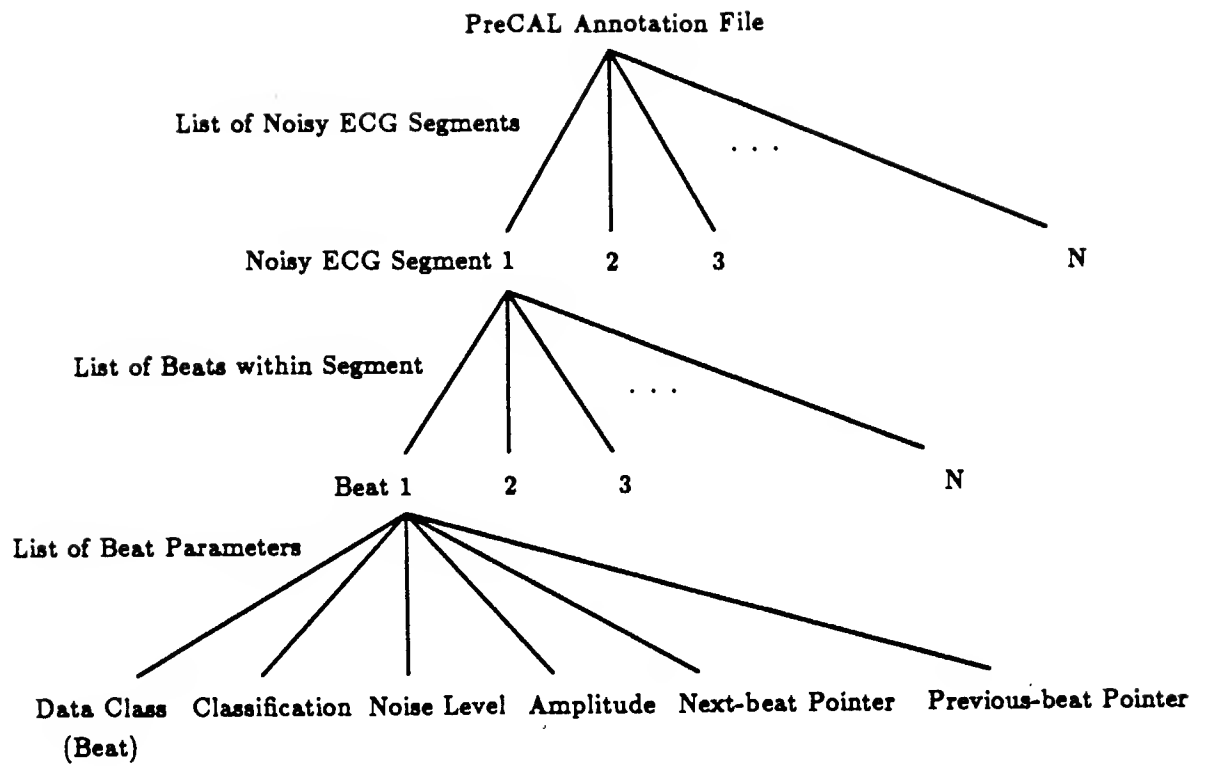 PreCAL Annotation File
List of Noisy ECG Segments
. . .
Noisy ECG Segment 1 2 3 N
List of Beats within Segment
. . .
Beat 1 2 3 N
List of Beat Parameters
Data Class Classification Noise Level Amplitude Next-beat Pointer Previous-beat Pointer
(Beat)